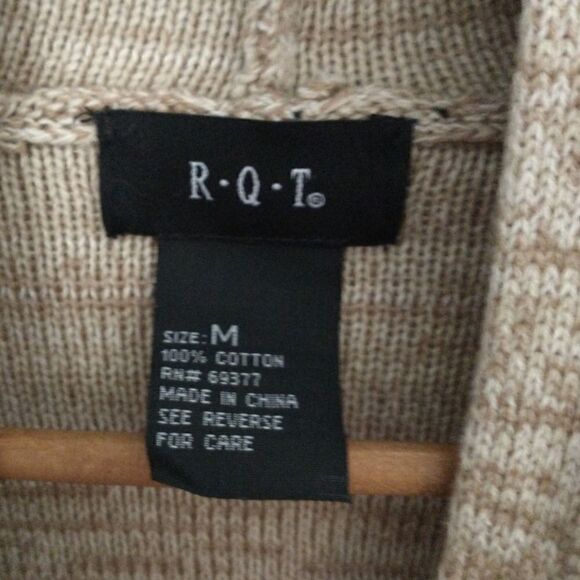 R·Q·T©
SIZE: M
100% COTTON
RN# 69377
MADE IN CHINA
SEE REVERSE
FOR CARE